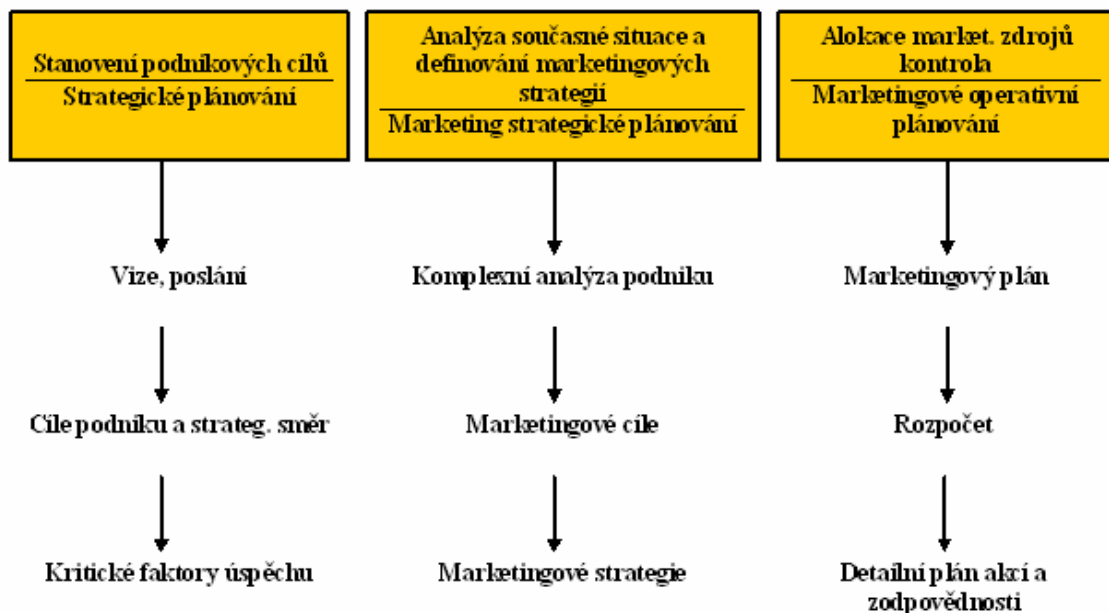 Stanovení podnikových cílů
Strategické plánování
Analýza současné situace a
definování marketingových
strategií
Marketing strategické plánování
Alokace market. zdrojů
kontrola
Marketingové operativní
plánování
Vize, poslání
Komplexní analýza podniku
Marketingový plán
Cíle podniku a strateg. směr
Marketingové cíle
Rozpočet
Kritické faktory úspěchu
Marketingové strategie
Detailní plán akcí a
zodpovědnosti